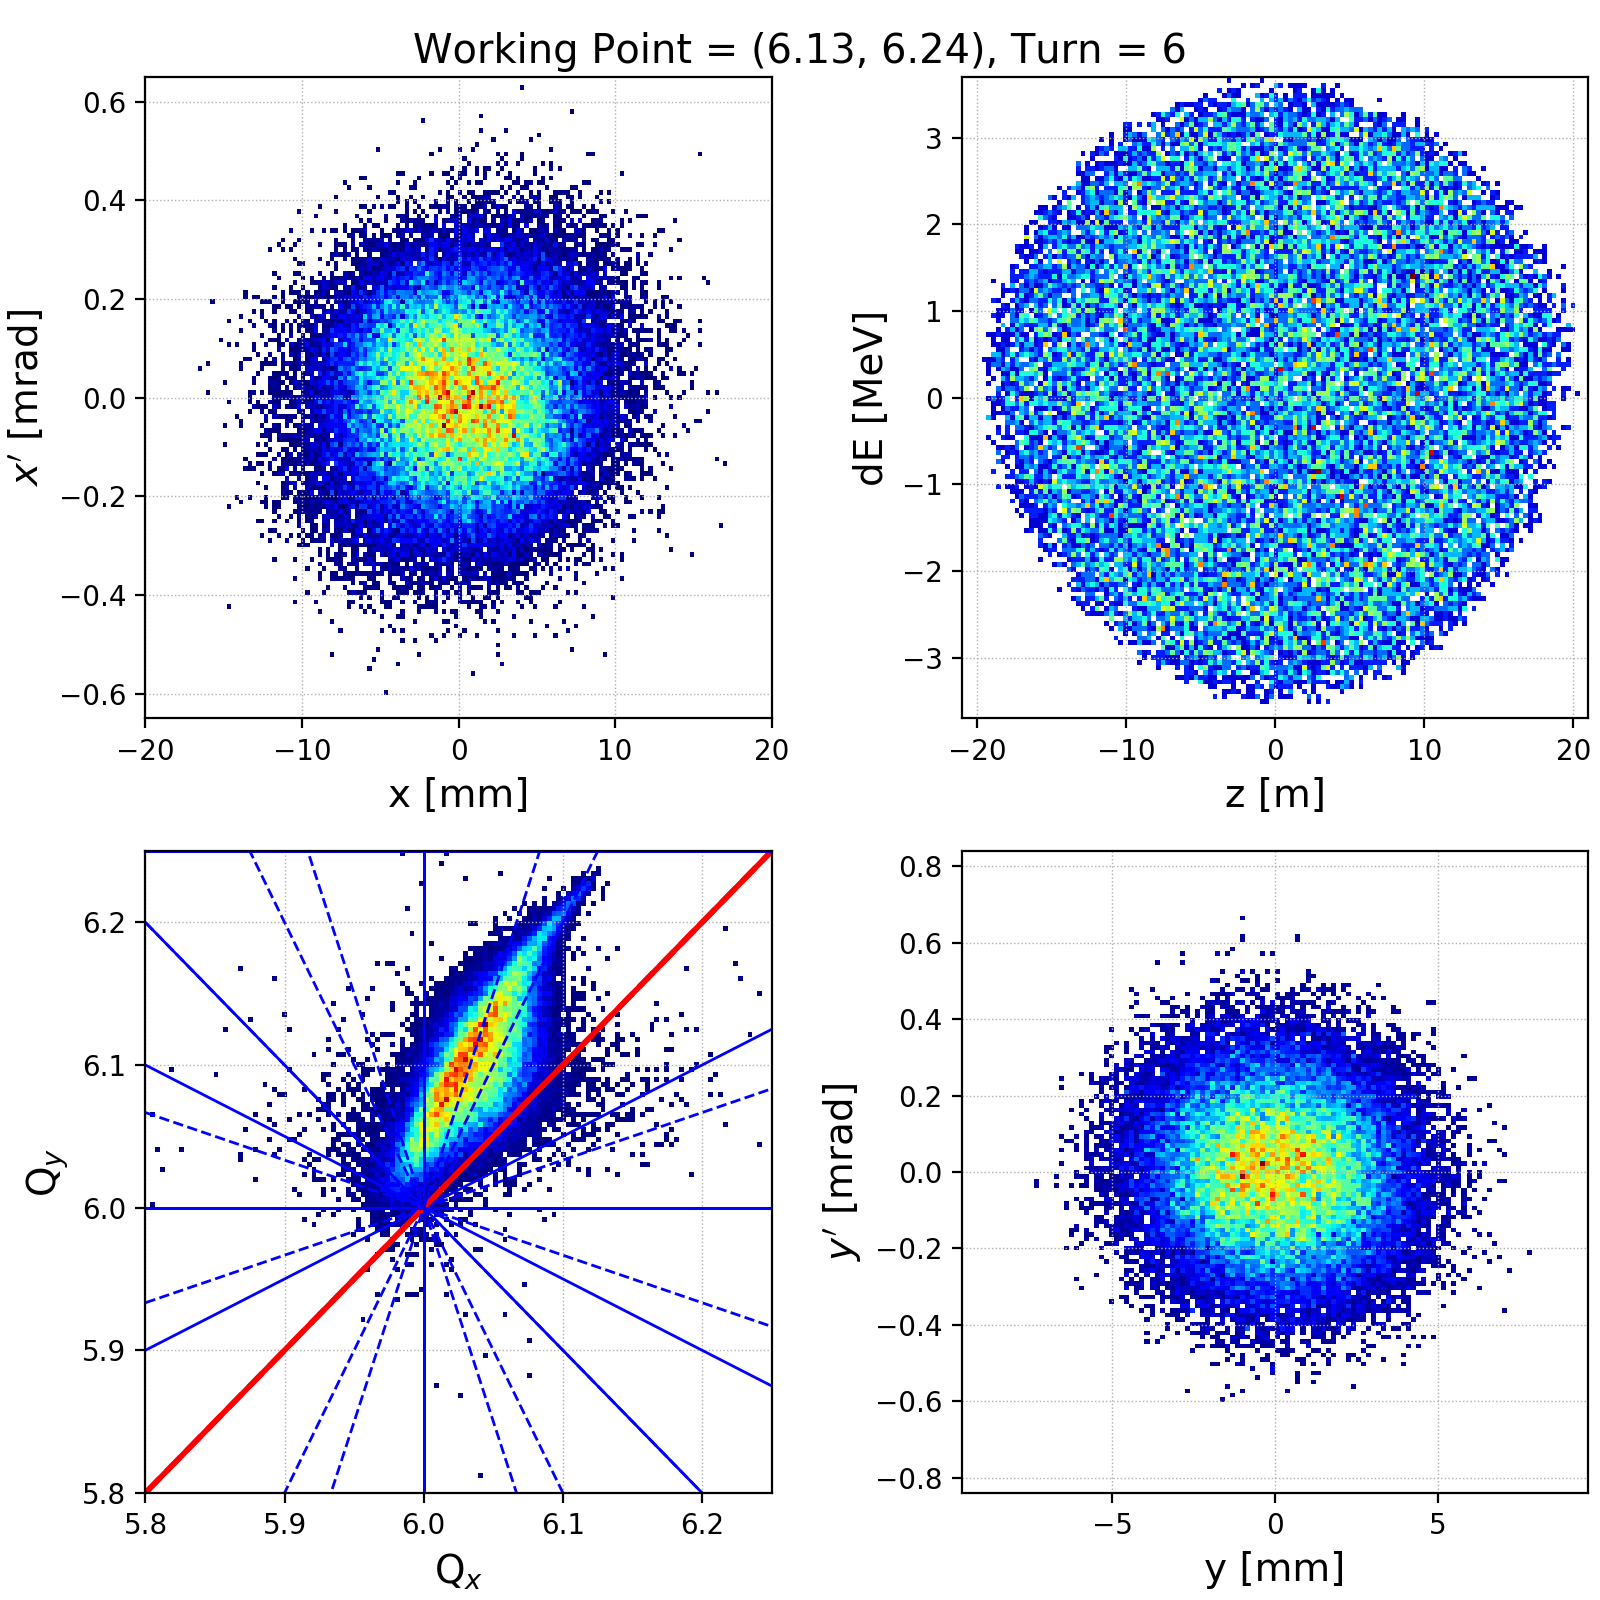 Working Point = (6.13, 6.24), Turn = 6
0.6
0.4
0.2
0.0
−0.2
−0.4
−0.6
x′ [mrad]
−20 −10 0 10 20
x [mm]
3
2
1
0
−1
−2
−3
dE [MeV]
−20 −10 0 10 20
z [m]
6.2
6.1
6.0
5.9
5.8
Qy
5.8 5.9 6.0 6.1 6.2
Qx
0.8
0.6
0.4
0.2
0.0
−0.2
−0.4
−0.6
−0.8
y′ [mrad]
−5 0 5
y [mm]